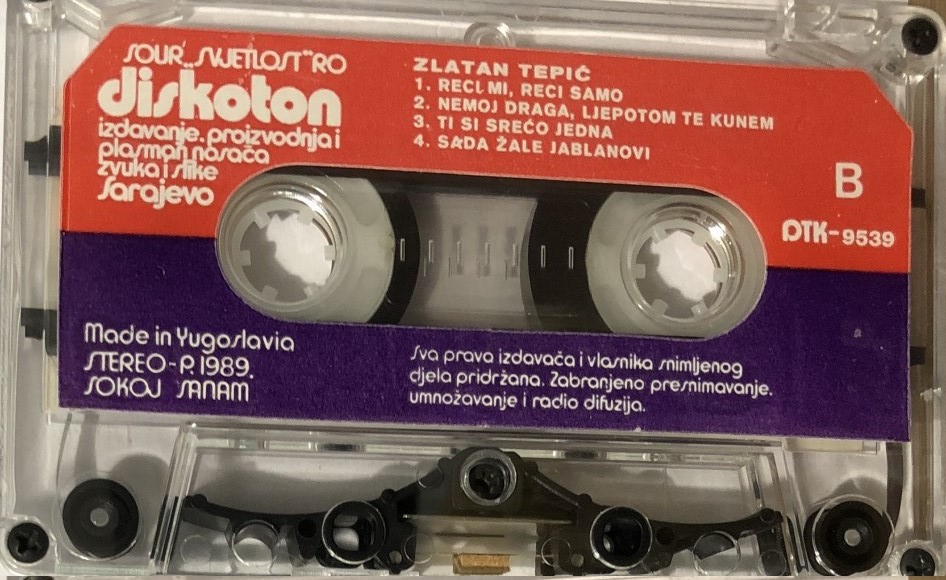 SOUR „SVJETLOST" RO
diskoton
izdavanje, proizvodnja i
plasman nosača
zvuka i slike
Sarajevo
ZLATAN TEPIĆ
1. RECI MI, RECI SAMO
2. NEMOJ DRAGA, LJEPOTOM TE KUNEM
3. TI SI SREĆO JEDNA
4. SADA ŽALE JABLANOVI
B
DTK-9539
Made in Yugoslavia
STEREO-P. 1989.
SOKOJ SANAM
Sva prava izdavača i vlasnika snimljenog
djela pridržana. Zabranjeno presnimavanje.
umnožavanje i radio difuzija.